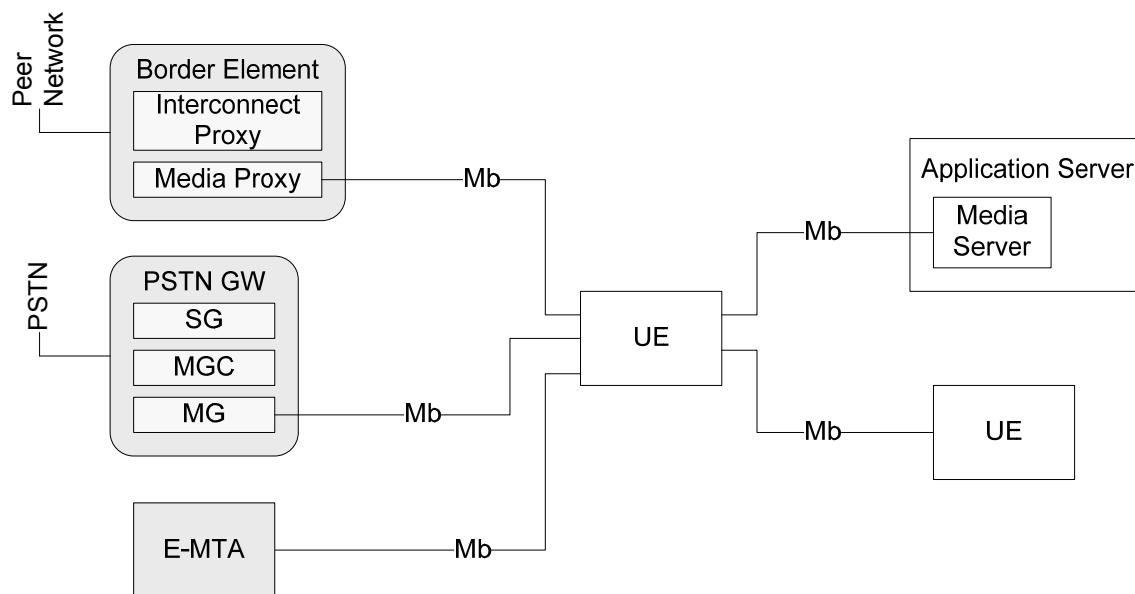 Peer
Network
Border Element
Interconnect
Proxy
Media Proxy
Mb
Application Server
Media
Server
Mb
PSTN
PSTN GW
SG
MGC
MG
Mb
UE
Mb
UE
E-MTA
Mb